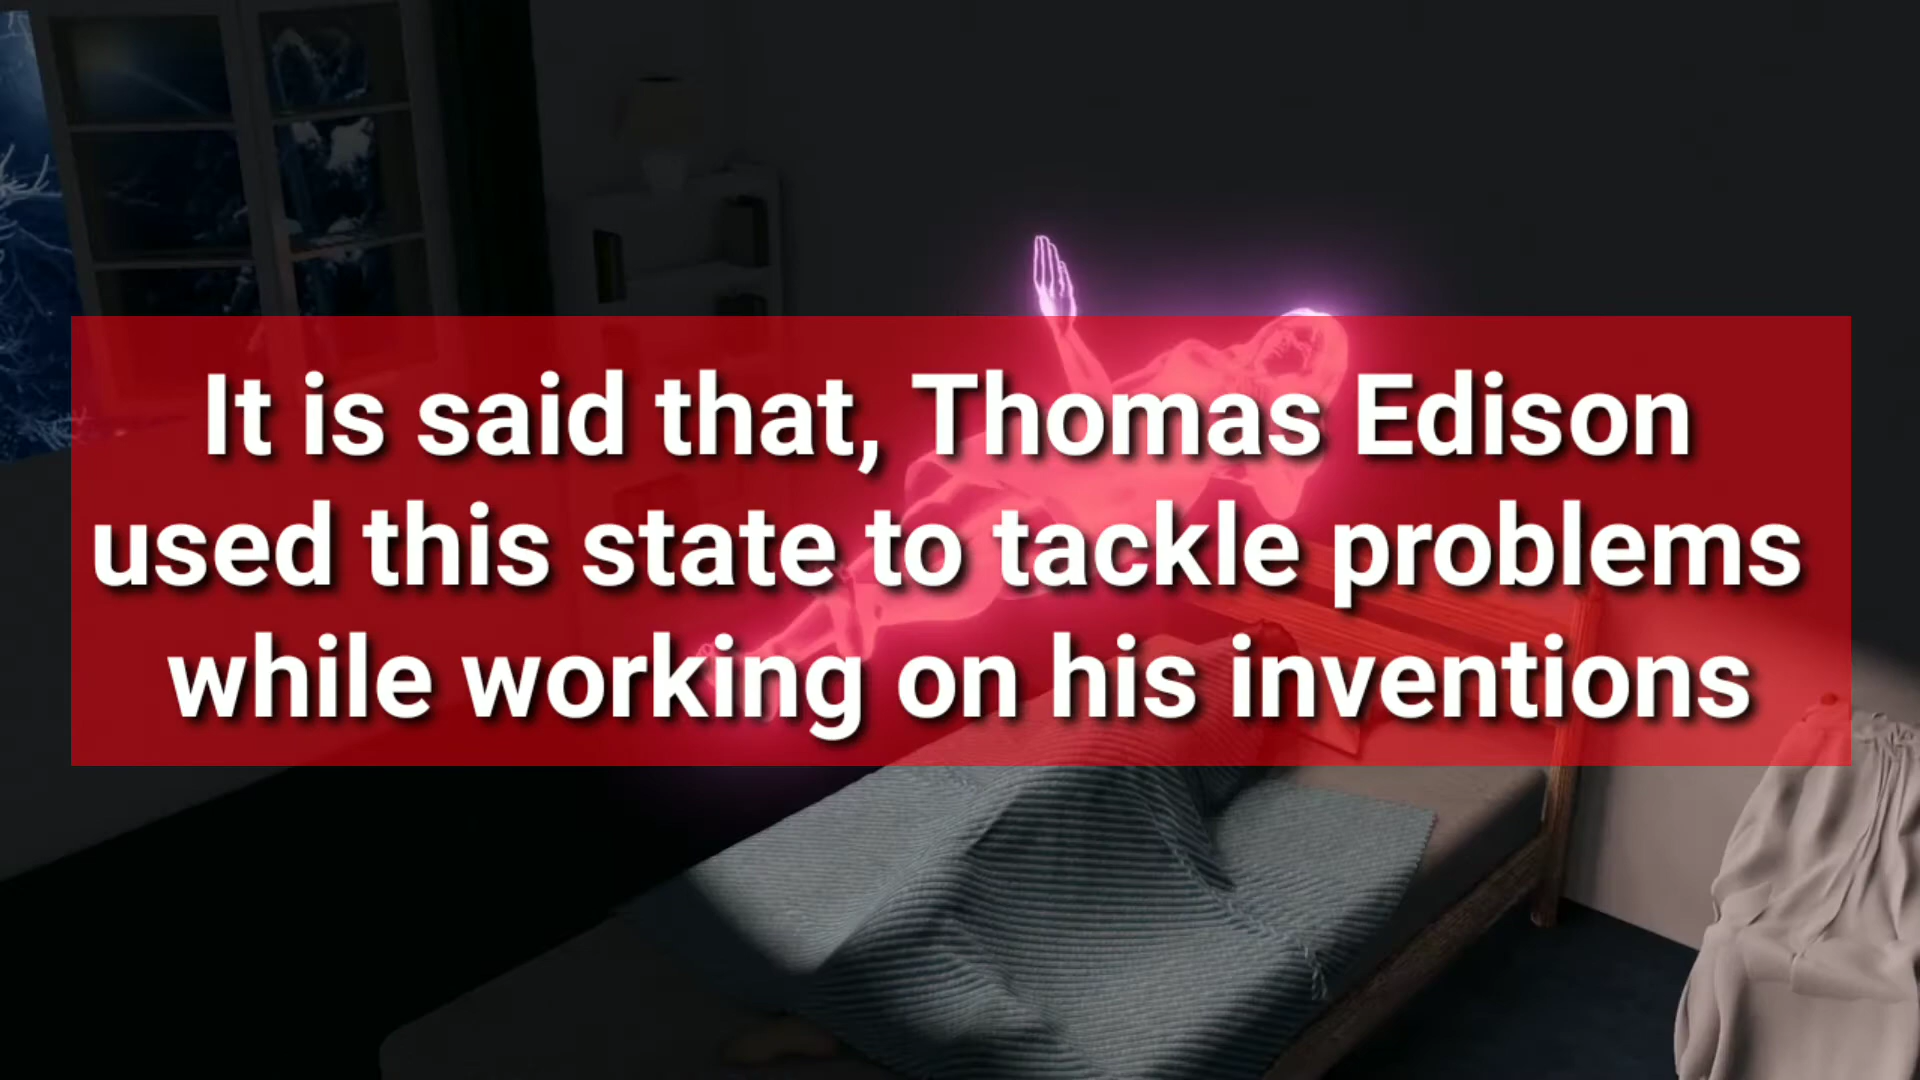 It is said that, Thomas Edison
used this state to tackle problems
while working on his inventions